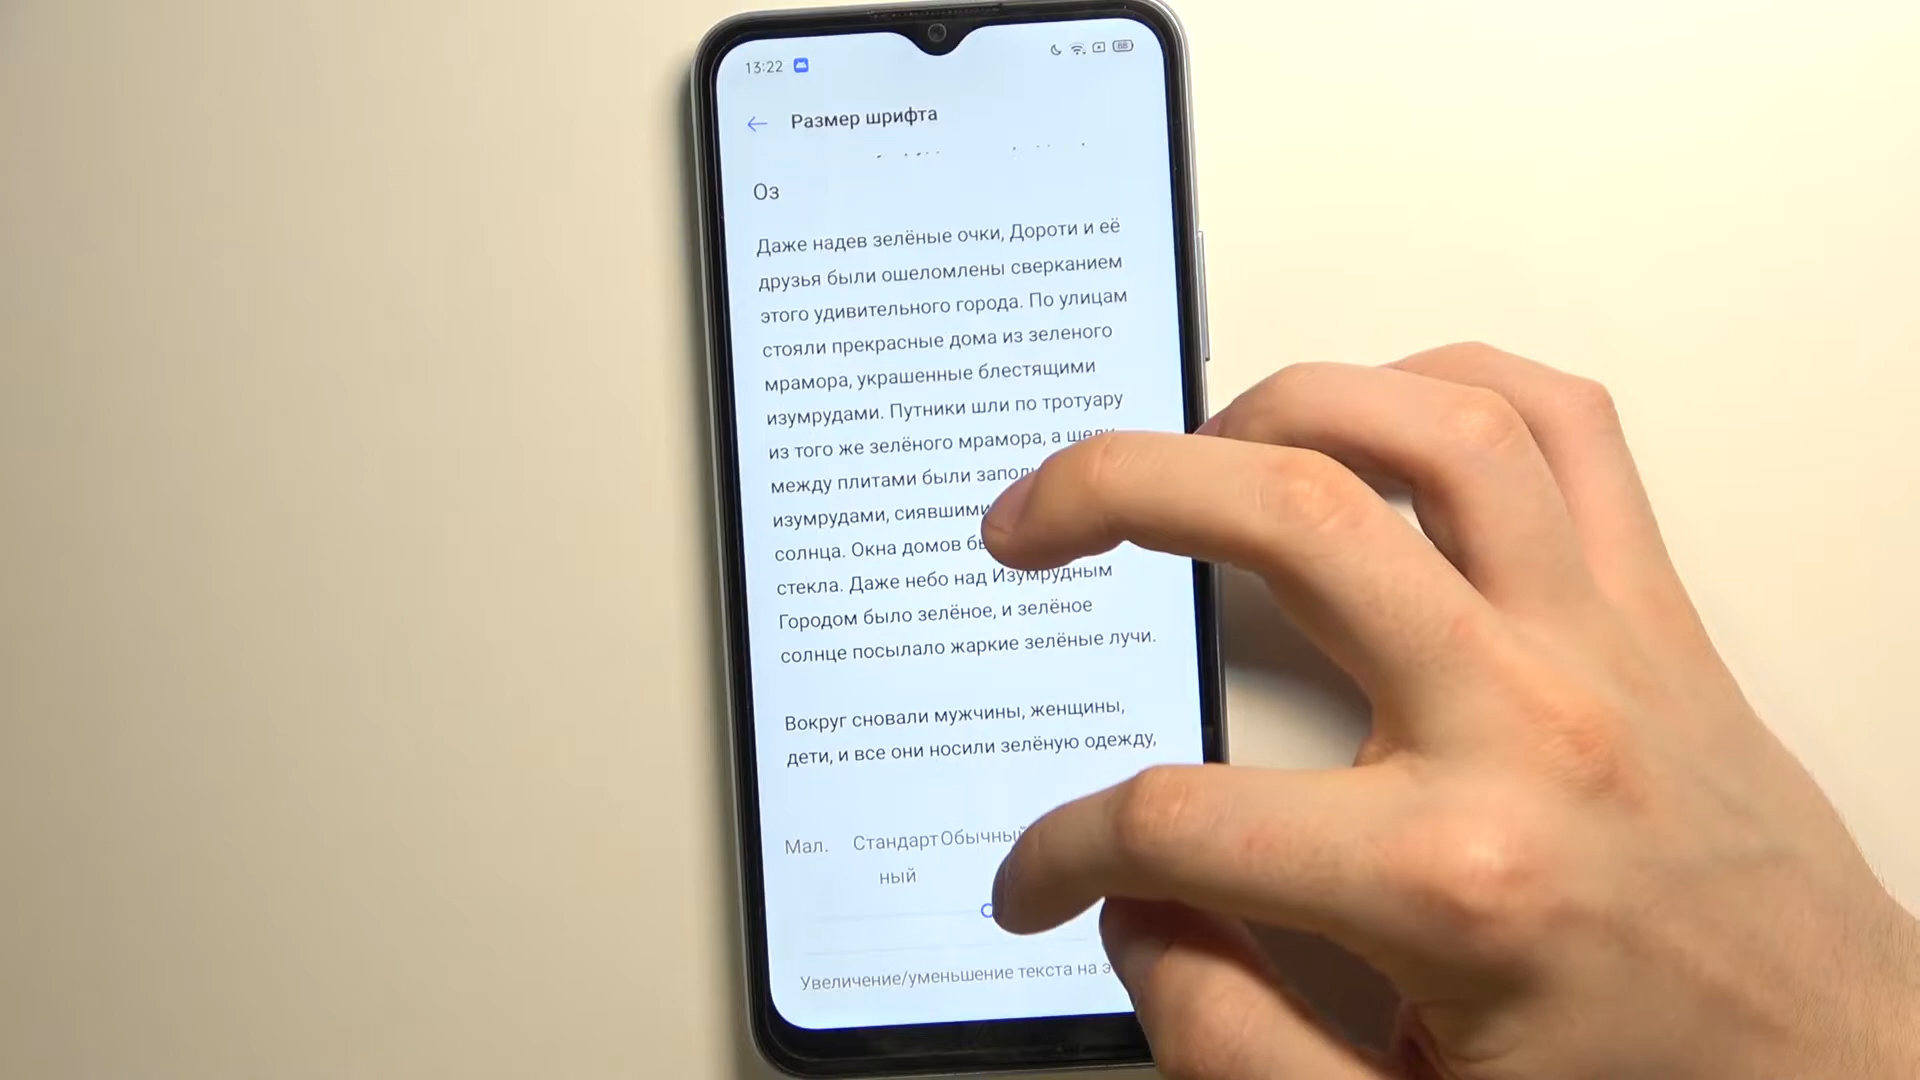 13:22
88
Размер шрифта
Оз
Даже надев зелёные очки, Дороти и её
друзья были ошеломлены сверканием
этого удивительного города. По улицам
стояли прекрасные дома из зеленого
мрамора, украшенные блестящими
изумрудами. Путники шли по тротуару
из того же зелёного мрамора, а щели
между плитами были
изумрудами, сиявшими
солнца. Окна домов
стекла. Даже небо над Изумрудным
Городом было зелёное, и зелёное
солнце посылало жаркие зелёные лучи.
Вокруг сновали мужчины, женщины,
дети, и все они носили зелёную одежду,
Мал. Стандарт Обычный
ный
Увеличение/уменьшение текста на